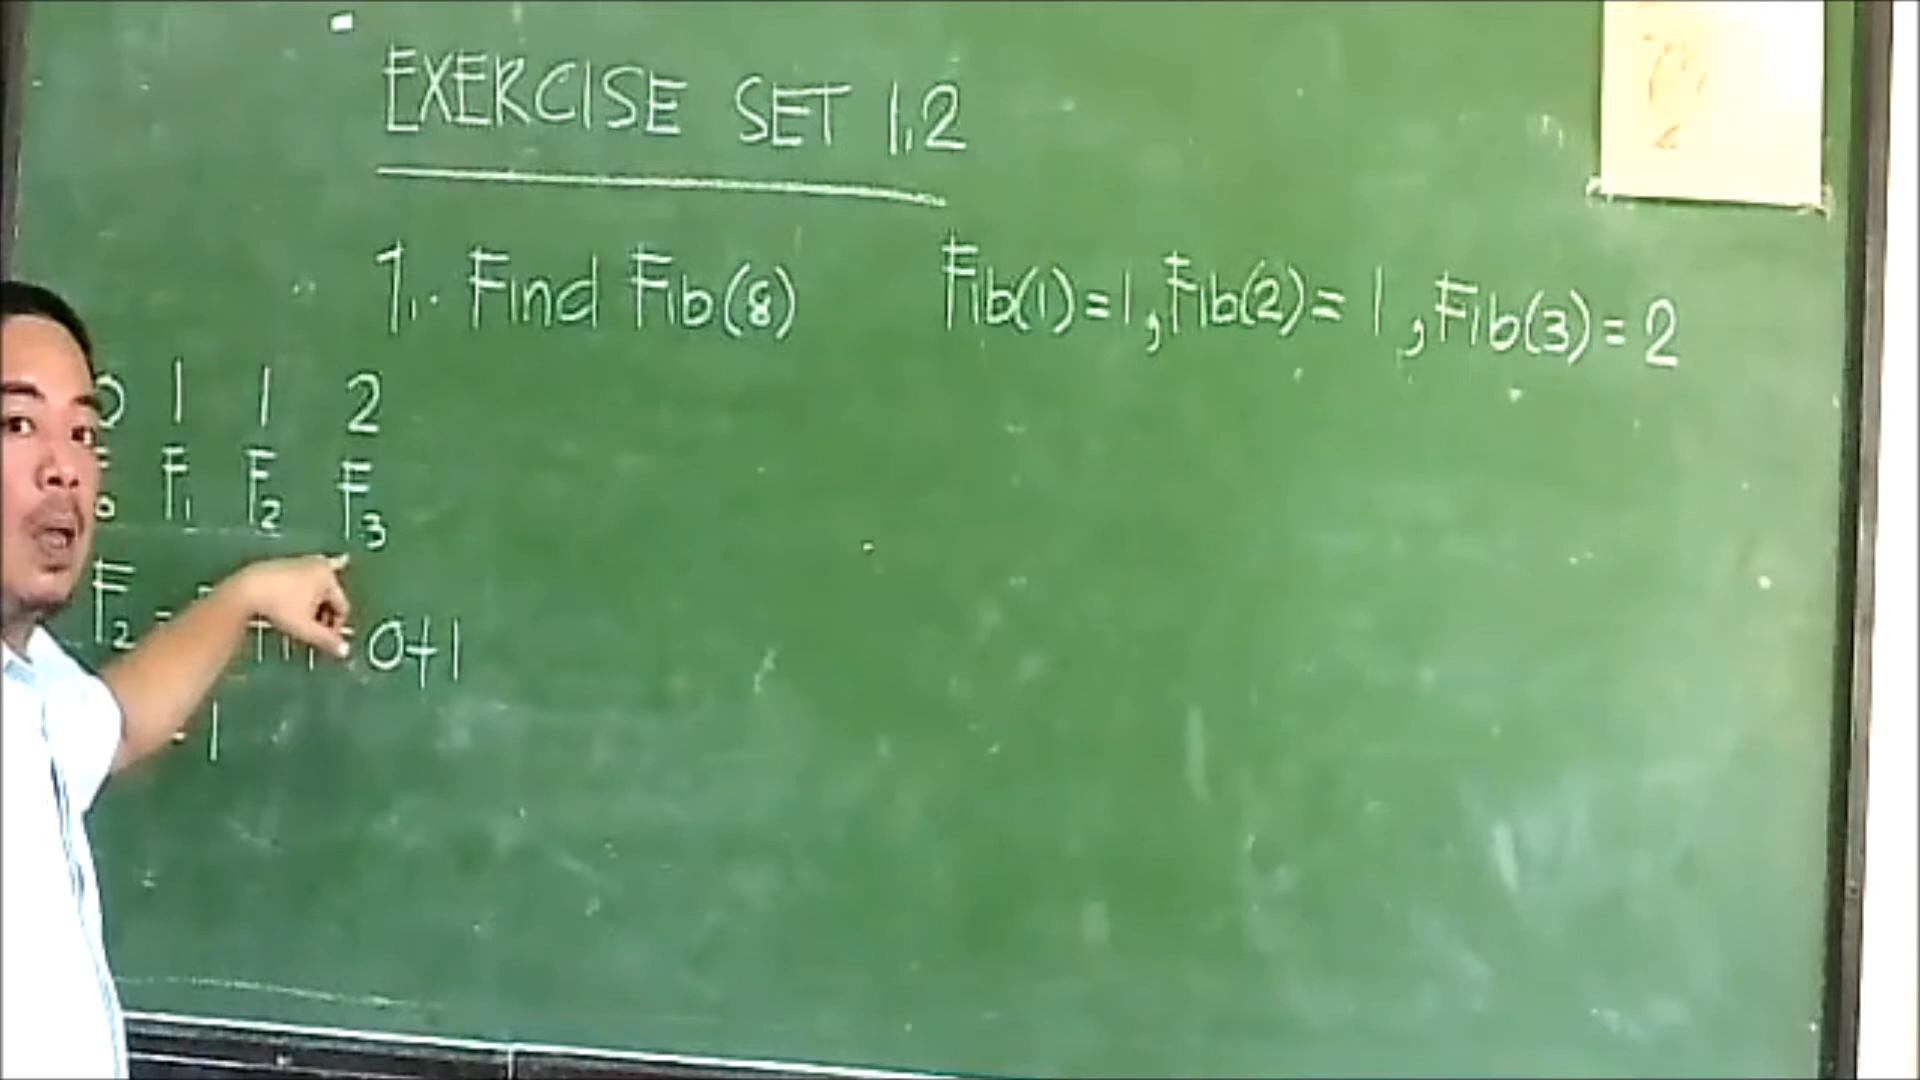 EXERCISE SET 1.2
1. Find Fib(8) Fib(1)=1, Fib(2)=1, Fib(3)=2
0 1 1 2
F0 F1 F2 F3
F2 = 0+1
=1